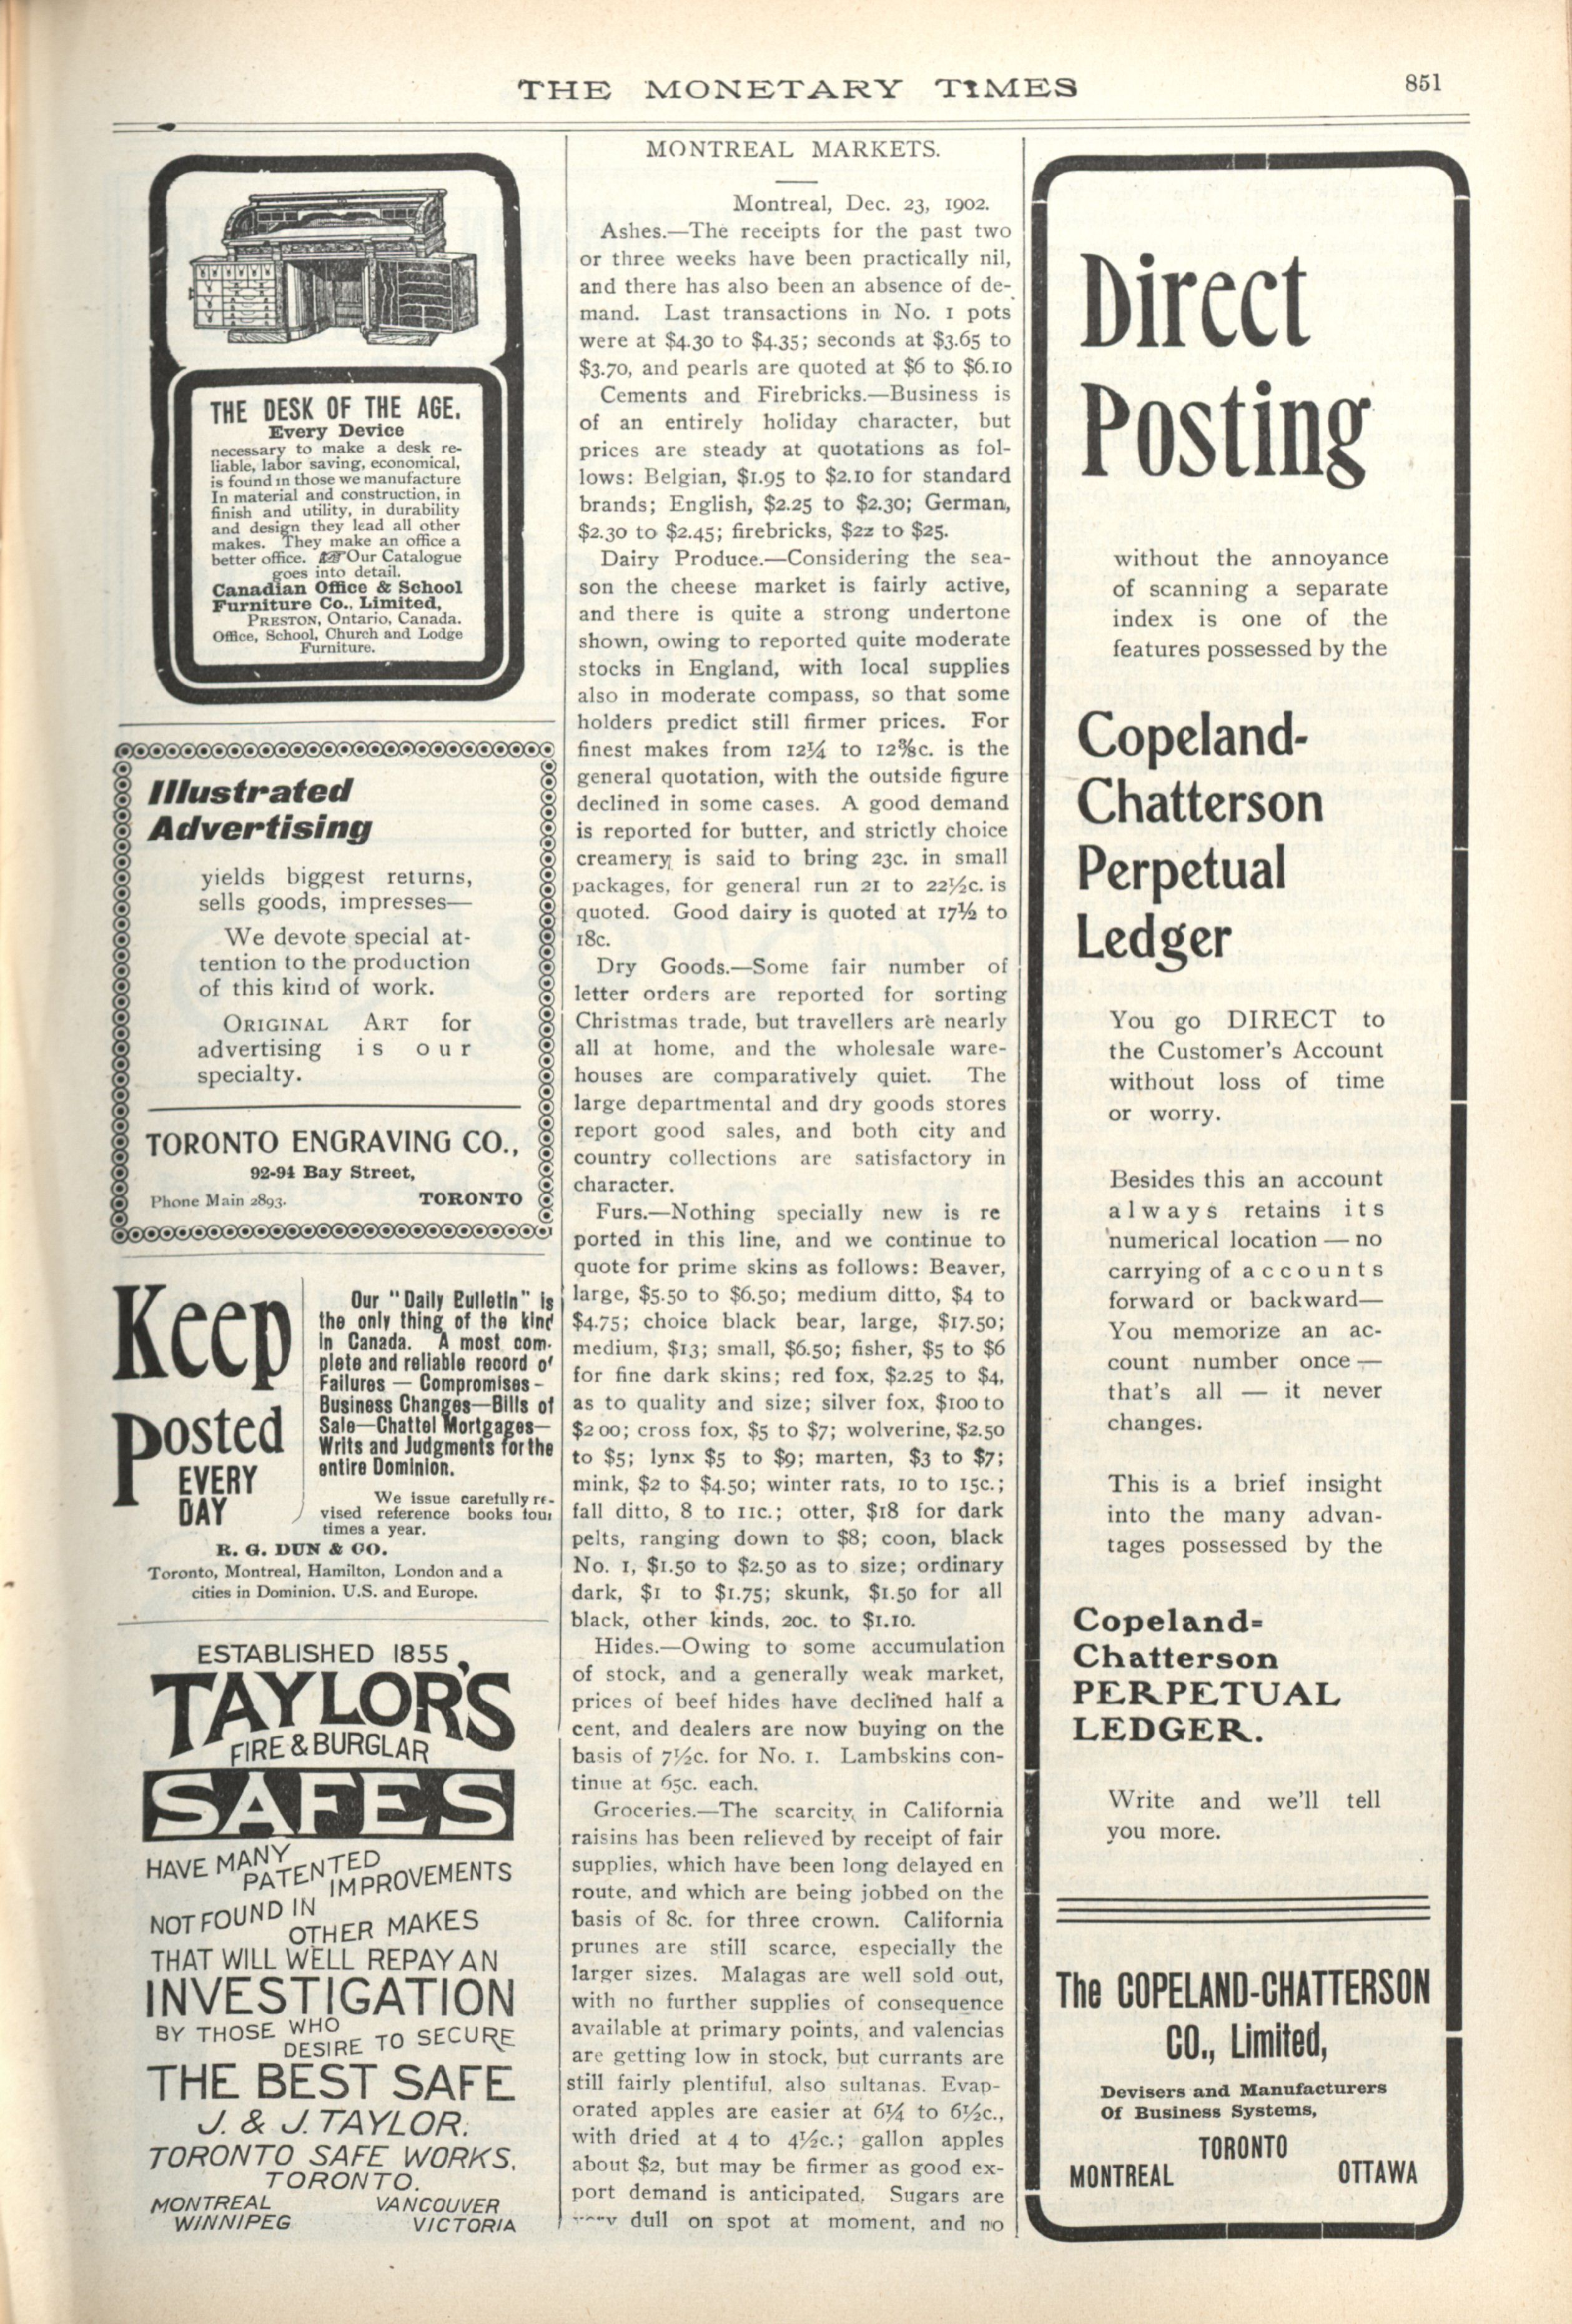 THE MONETARY TIMES
851
THE DESK OF THE AGE.
Every Device
necessary to make a desk re-
liable, labor saving, economical,
is found in those we manufacture
In material and construction, in
finish and utility, in durability
and design they lead all other
makes. They make an office a
better office. ☞Our Catalogue
goes into detail.
Canadian Office & School
Furniture Co., Limited,
PRESTON, Ontario, Canada.
Office, School, Church and Lodge
Furniture.
Illustrated
Advertising
yields biggest returns,
sells goods, impresses—
We devote special at-
tention to the production
of this kind of work.
ORIGINAL ART for
advertising is our
specialty.
TORONTO ENGRAVING CO.,
92-94 Bay Street,
Phone Main 2893. TORONTO
Keep
Posted
EVERY
DAY
Our "Daily Bulletin" is
the only thing of the kind
in Canada. A most com-
plete and reliable record of
Failures — Compromises -
Business Changes—Bills of
Sale—Chattel Mortgages—
Writs and Judgments for the
entire Dominion.
We issue carefully re-
vised reference books four
times a year.
R. G. DUN & CO.
Toronto, Montreal, Hamilton, London and a
cities in Dominion. U.S. and Europe.
ESTABLISHED 1855
TAYLOR'S
FIRE & BURGLAR
SAFES
HAVE MANY
PATENTED
IMPROVEMENTS
NOT FOUND IN
OTHER MAKES
THAT WILL WELL REPAY AN
INVESTIGATION
BY THOSE WHO
DESIRE TO SECURE
THE BEST SAFE
J. & J. TAYLOR.
TORONTO SAFE WORKS.
TORONTO.
MONTREAL VANCOUVER
WINNIPEG VICTORIA
MONTREAL MARKETS.
Montreal, Dec. 23, 1902.
Ashes.—The receipts for the past two
or three weeks have been practically nil,
and there has also been an absence of de-
mand. Last transactions in No. 1 pots
were at $4.30 to $4.35; seconds at $3.65 to
$3.70, and pearls are quoted at $6 to $6.10
Cements and Firebricks.—Business is
of an entirely holiday character, but
prices are steady at quotations as fol-
lows: Belgian, $1.95 to $2.10 for standard
brands; English, $2.25 to $2.30; German,
$2.30 to $2.45; firebricks, $22 to $25.
Dairy Produce.—Considering the sea-
son the cheese market is fairly active,
and there is quite a strong undertone
shown, owing to reported quite moderate
stocks in England, with local supplies
also in moderate compass, so that some
holders predict still firmer prices. For
finest makes from 12¼ to 12⅜c. is the
general quotation, with the outside figure
declined in some cases. A good demand
is reported for butter, and strictly choice
creamery is said to bring 23c. in small
packages, for general run 21 to 22½c. is
quoted. Good dairy is quoted at 17½ to
18c.
Dry Goods.—Some fair number of
letter orders are reported for sorting
Christmas trade, but travellers are nearly
all at home, and the wholesale ware-
houses are comparatively quiet. The
large departmental and dry goods stores
report good sales, and both city and
country collections are satisfactory in
character.
Furs.—Nothing specially new is re
ported in this line, and we continue to
quote for prime skins as follows: Beaver,
large, $5.50 to $6.50; medium ditto, $4 to
$4.75; choice black bear, large, $17.50;
medium, $13; small, $6.50; fisher, $5 to $6
for fine dark skins; red fox, $2.25 to $4,
as to quality and size; silver fox, $100 to
$200; cross fox, $5 to $7; wolverine, $2.50
to $5; lynx $5 to $9; marten, $3 to $7;
mink, $2 to $4.50; winter rats, 10 to 15c.;
fall ditto, 8 to 11c.; otter, $18 for dark
pelts, ranging down to $8; coon, black
No. 1, $1.50 to $2.50 as to size; ordinary
dark, $1 to $1.75; skunk, $1.50 for all
black, other kinds, 20c. to $1.10.
Hides.—Owing to some accumulation
of stock, and a generally weak market,
prices of beef hides have declined half a
cent, and dealers are now buying on the
basis of 7½c. for No. 1. Lambskins con-
tinue at 65c. each.
Groceries.—The scarcity in California
raisins has been relieved by receipt of fair
supplies, which have been long delayed en
route, and which are being jobbed on the
basis of 8c. for three crown. California
prunes are still scarce, especially the
larger sizes. Malagas are well sold out,
with no further supplies of consequence
available at primary points, and valencias
are getting low in stock, but currants are
still fairly plentiful, also sultanas. Evap-
orated apples are easier at 6¼ to 6½c.,
with dried at 4 to 4½c.; gallon apples
about $2, but may be firmer as good ex-
port demand is anticipated. Sugars are
dull on spot at moment, and no
Direct
Posting
without the annoyance
of scanning a separate
index is one of the
features possessed by the
Copeland-
Chatterson
Perpetual
Ledger
You go DIRECT to
the Customer's Account
without loss of time
or worry.
Besides this an account
always retains its
numerical location — no
carrying of accounts
forward or backward—
You memorize an ac-
count number once —
that's all — it never
changes.
This is a brief insight
into the many advan-
tages possessed by the
Copeland-
Chatterson
PERPETUAL
LEDGER.
Write and we'll tell
you more.
The COPELAND-CHATTERSON
CO., Limited,
Devisers and Manufacturers
Of Business Systems,
TORONTO
MONTREAL OTTAWA